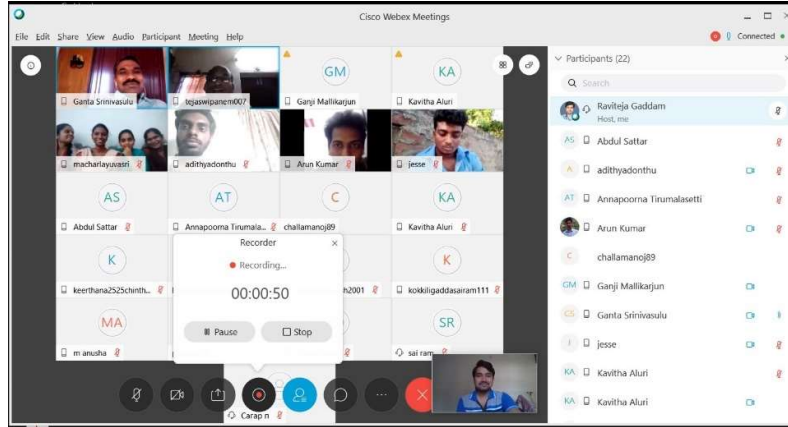 Cisco Webex Meetings
File Edit Share View Audio Participant Meeting Help
Connected
Ganta Srinivasulu
tejaswipanem007
GM
Ganji Mallikarjun
KA
Kavitha Aluri
macharlayuvasri
adithyadonthu
Arun Kumar
jesse
AS
Abdul Sattar
AT
Annapoorna Tirumala...
C
challamanoj89
KA
Kavitha Aluri
K
keerthana2525chinth...
h2001
K
kokkiligaddasairam111
MA
m anusha
SR
sai ram
Carap n
Recorder
Recording...
00:00:50
Pause
Stop
Participants (22)
Search
Raviteja Gaddam
Host, me
AS Abdul Sattar
A adithyadonthu
AT Annapoorna Tirumalasetti
Arun Kumar
C challamanoj89
GM Ganji Mallikarjun
GS Ganta Srinivasulu
J jesse
KA Kavitha Aluri
KA Kavitha Aluri